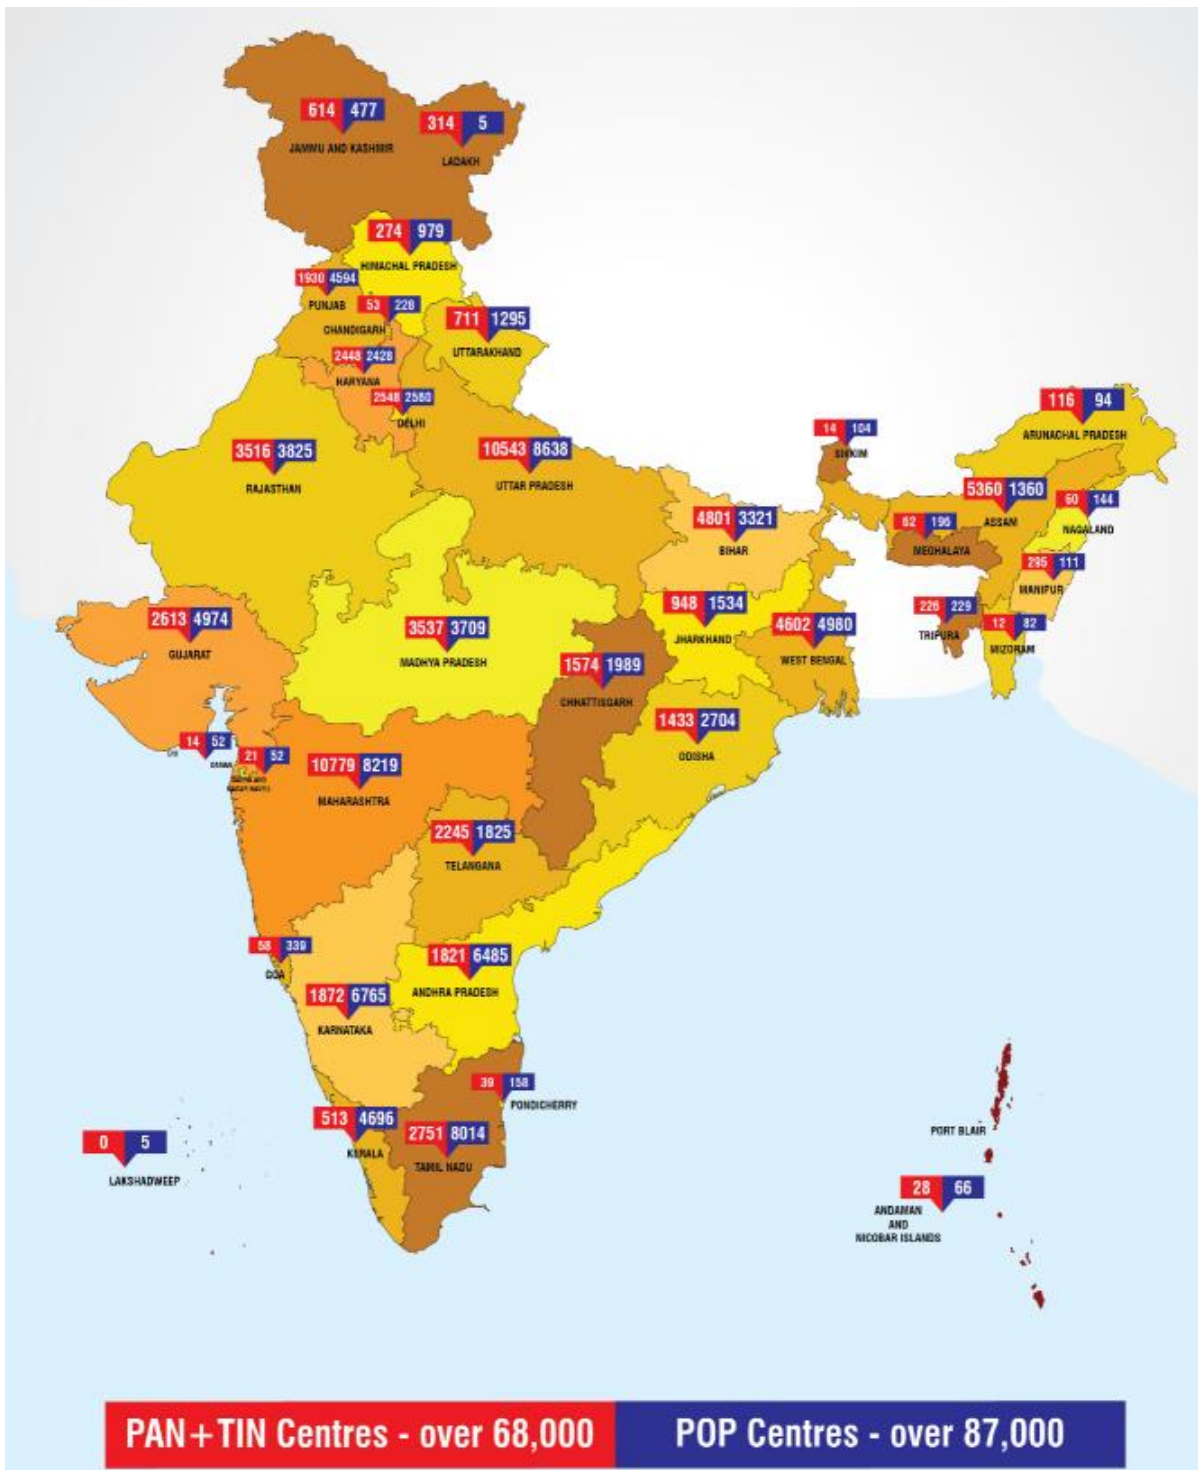 614 477
JAMMU AND KASHMIR
314 5
LADAKH
274 979
HIMACHAL PRADESH
1930 4594
PUNJAB
53 228
CHANDIGARH
711 1295
UTTARAKHAND
2448 2428
HARYANA
2548 2560
DELHI
116 94
ARUNACHAL PRADESH
14 104
SIKKIM
3516 3825
RAJASTHAN
10543 8638
UTTAR PRADESH
5360 1360
ASSAM
60 144
NAGALAND
4801 3321
BIHAR
62 196
MEGHALAYA
295 111
MANIPUR
948 1534
JHARKHAND
226 229
TRIPURA
12 82
MIZORAM
2613 4974
GUJARAT
3537 3709
MADHYA PRADESH
4602 4980
WEST BENGAL
1574 1989
CHHATTISGARH
1433 2704
ODISHA
14 52
DIU
DAMAN
21 52
10779 8219
MAHARASHTRA
2245 1825
TELANGANA
58 339
GOA
1821 6485
ANDHRA PRADESH
1872 6765
KARNATAKA
39 158
PONDICHERRY
513 4696
KERALA
2751 8014
TAMIL NADU
0 5
LAKSHADWEEP
PORT BLAIR
28 66
ANDAMAN
AND
NICOBAR ISLANDS
PAN+TIN Centres - over 68,000 POP Centres - over 87,000